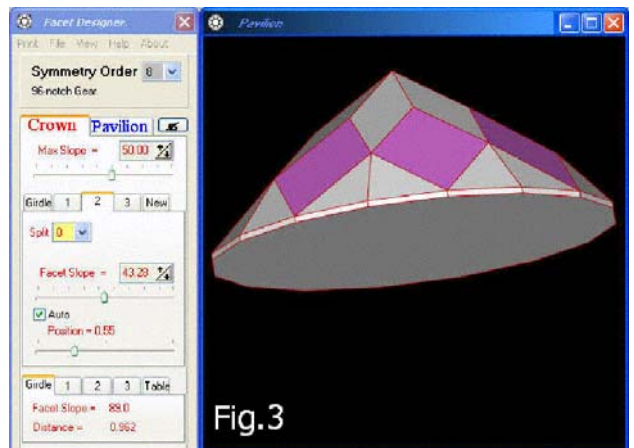 Facet Designer.
Pavilion
Print File View Help About
Symmetry Order 8
96-notch Gear
Crown Pavilion
Max Slope = 50.00
Girdle 1 2 3 New
Split 0
Facet Slope = 43.29
Auto
Position = 0.55
Girdle 1 2 3 Table
Facet Slope = 89.0
Distance = 0.962
Fig.3